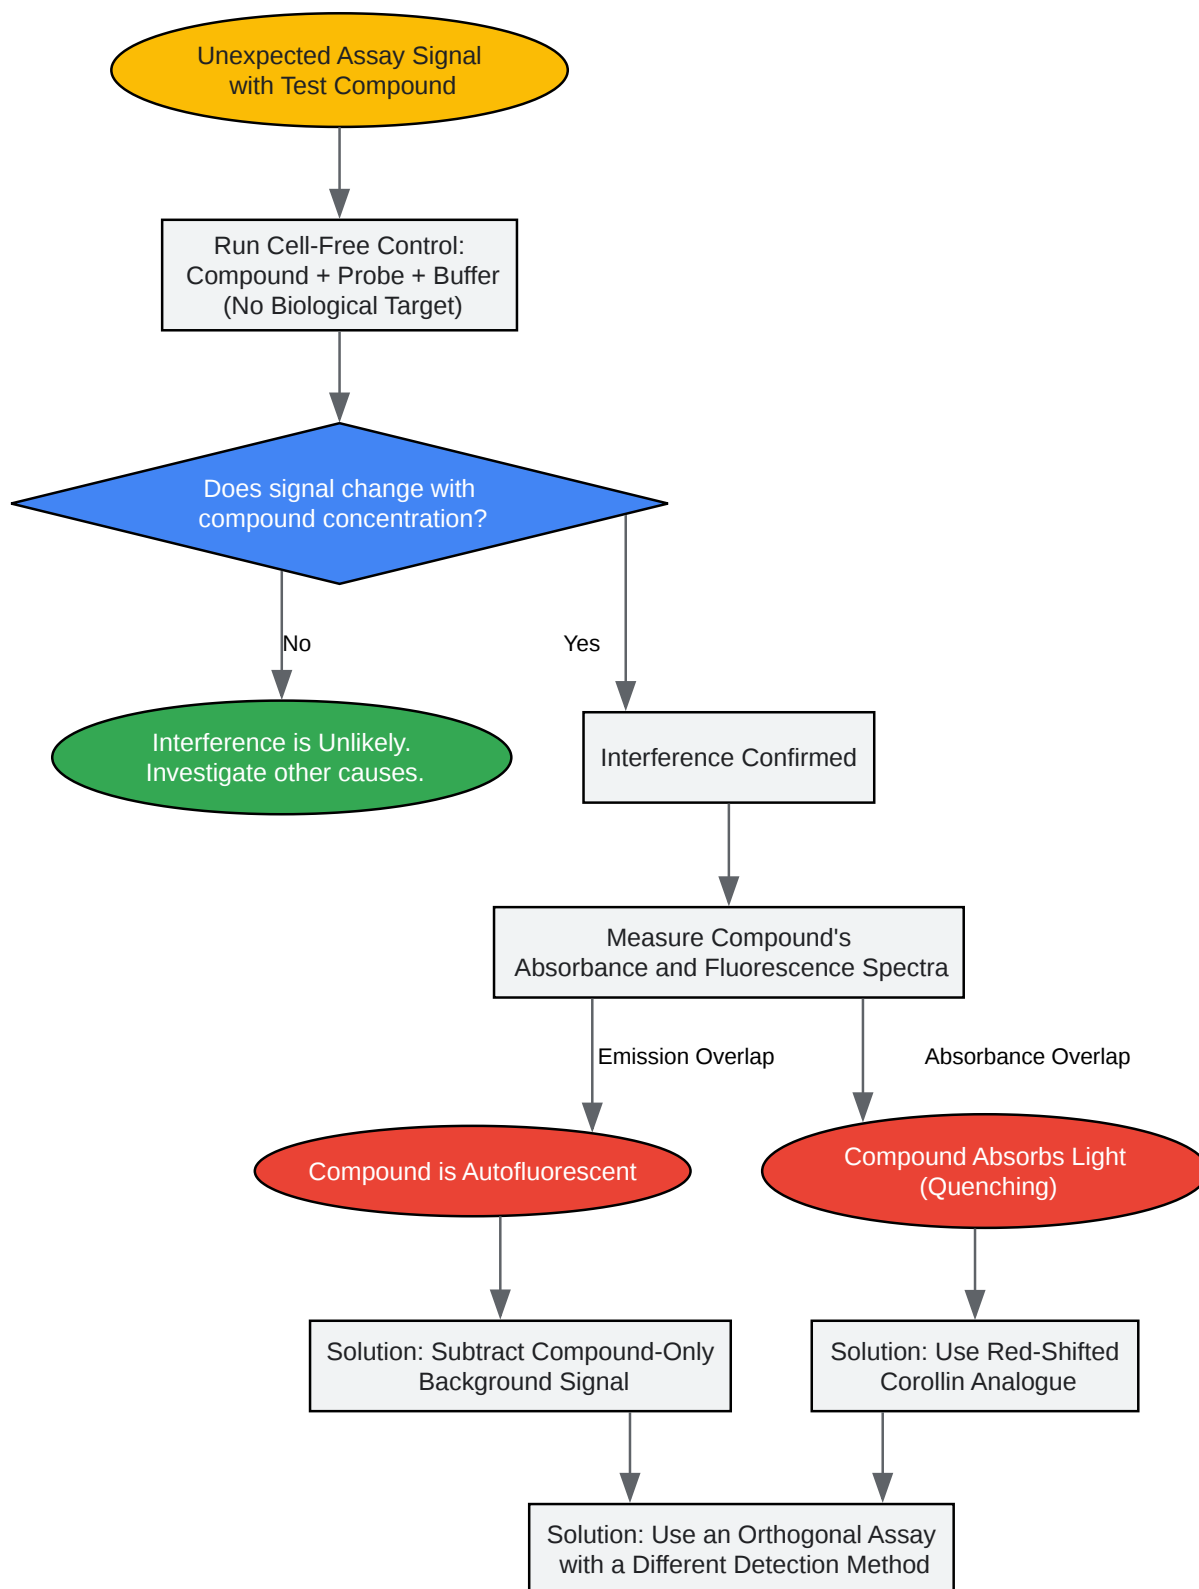 Unexpected Assay Signal
with Test Compound
Run Cell-Free Control:
Compound + Probe + Buffer
(No Biological Target)
Does signal change with
compound concentration?
No
Yes
Interference is Unlikely.
Investigate other causes.
Interference Confirmed
Measure Compound's
Absorbance and Fluorescence Spectra
Emission Overlap
Absorbance Overlap
Compound is Autofluorescent
Compound Absorbs Light
(Quenching)
Solution: Subtract Compound-Only
Background Signal
Solution: Use Red-Shifted
Corollin Analogue
Solution: Use an Orthogonal Assay
with a Different Detection Method